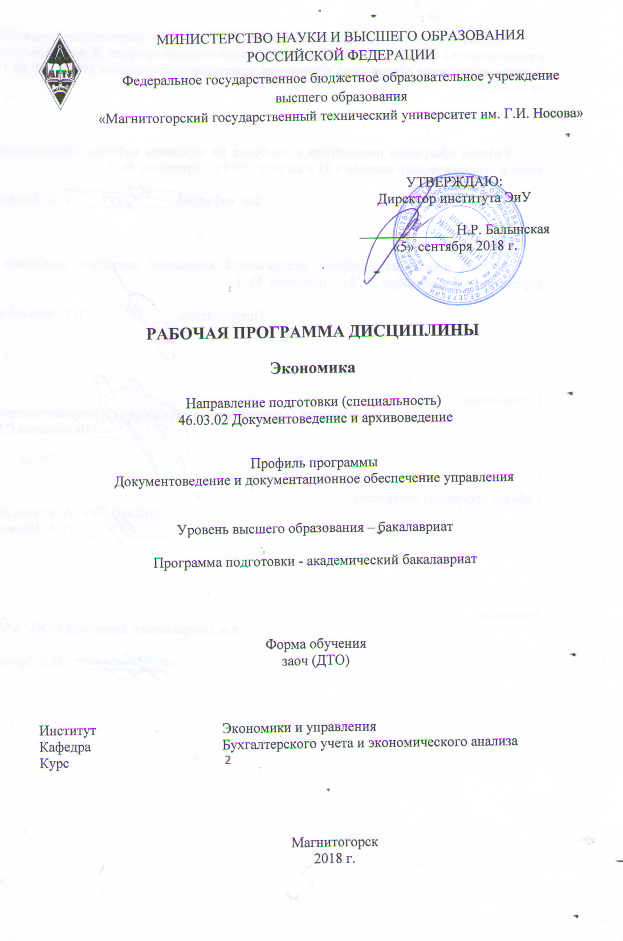 МИНИСТЕРСТВО НАУКИ И ВЫСШЕГО ОБРАЗОВАНИЯ
РОССИЙСКОЙ ФЕДЕРАЦИИ
Федеральное государственное бюджетное образовательное учреждение
высшего образования
«Магнитогорский государственный технический университет им. Г.И. Носова»
УТВЕРЖДАЮ:
Директор института ЭиУ
Н.Р. Балынская
«5» сентября 2018 г.
РАБОЧАЯ ПРОГРАММА ДИСЦИПЛИНЫ
Экономика
Направление подготовки (специальность)
46.03.02 Документоведение и архивоведение
Профиль программы
Документоведение и документационное обеспечение управления
Уровень высшего образования – бакалавриат
Программа подготовки - академический бакалавриат
Форма обучения
заоч (ДТО)
Институт Экономики и управления
Кафедра Бухгалтерского учета и экономического анализа
Курс 2
Магнитогорск
2018 г.